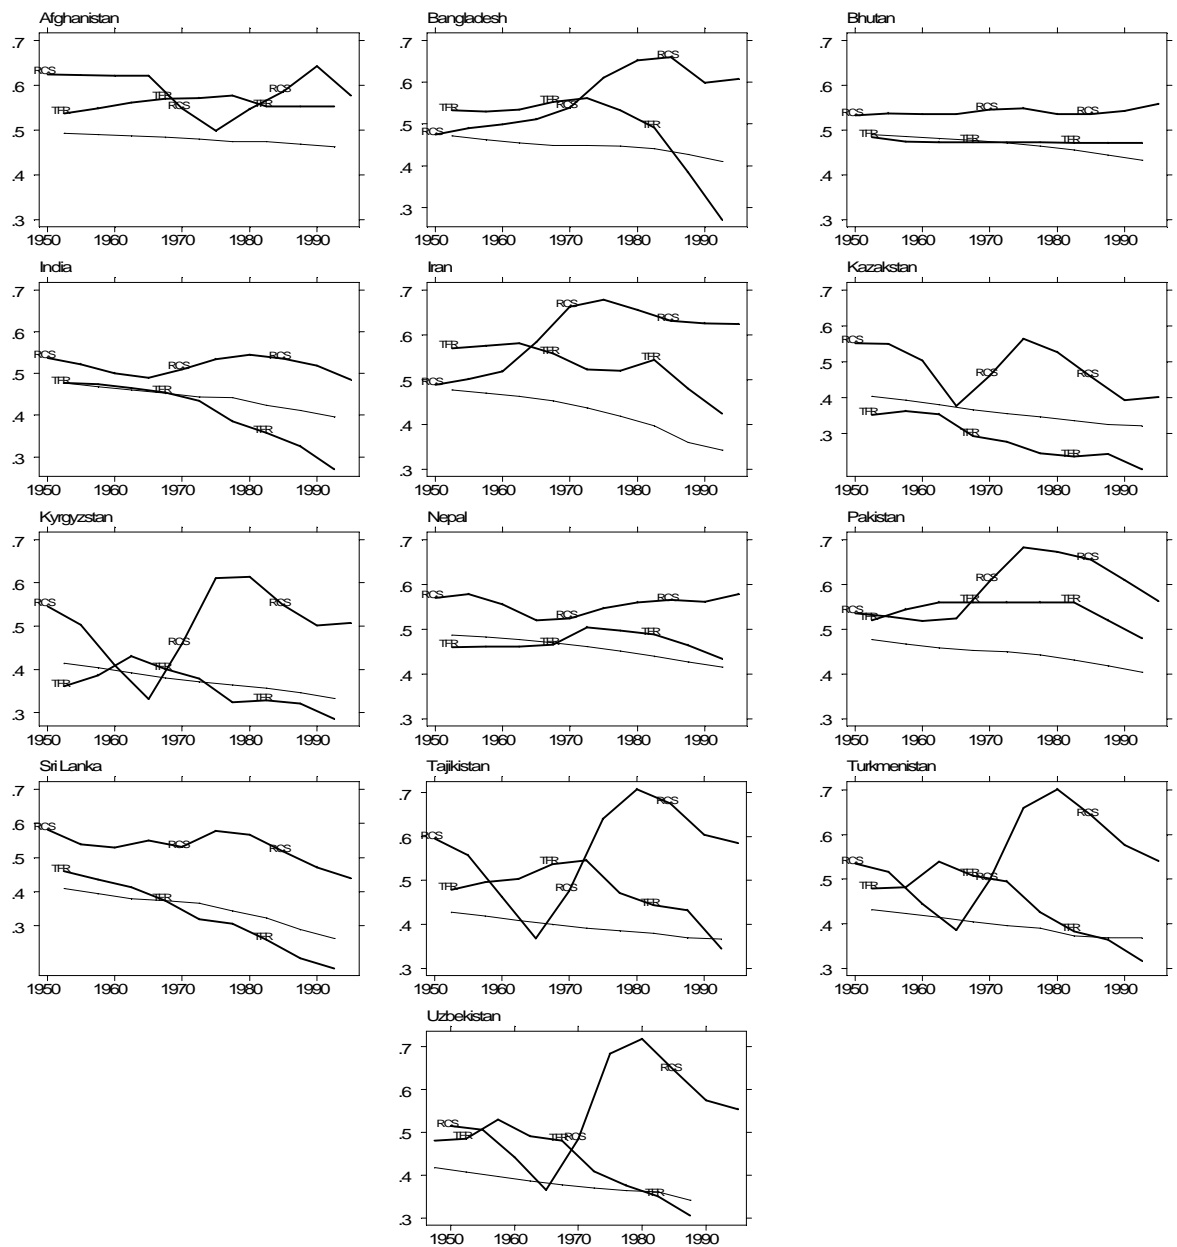 Afghanistan
Bangladesh
Bhutan
.7
.6
.5
.4
.3
RCS
TFR
TFR
RCS
RCS
TFR
1950 1960 1970 1980 1990
.7
.6
.5
.4
.3
RCS
TFR
TFR
RCS
RCS
TFR
1950 1960 1970 1980 1990
.7
.6
.5
.4
.3
RCS
TFR
RCS
TFR
RCS
TFR
1950 1960 1970 1980 1990
India
Iran
Kazakstan
.7
.6
.5
.4
.3
RCS
TFR
RCS
TFR
RCS
TFR
1950 1960 1970 1980 1990
.7
.6
.5
.4
.3
TFR
RCS
RCS
TFR
RCS
TFR
1950 1960 1970 1980 1990
.7
.6
.5
.4
.3
RCS
TFR
RCS
TFR
RCS
TFR
1950 1960 1970 1980 1990
Kyrgyzstan
Nepal
Pakistan
.7
.6
.5
.4
.3
RCS
TFR
RCS
TFR
RCS
TFR
1950 1960 1970 1980 1990
.7
.6
.5
.4
.3
RCS
TFR
RCS
TFR
RCS
TFR
1950 1960 1970 1980 1990
.7
.6
.5
.4
.3
RCS
TFR
RCS
TFR
RCS
TFR
1950 1960 1970 1980 1990
Sri Lanka
Tajikistan
Turkmenistan
.7
.6
.5
.4
.3
RCS
TFR
RCS
TFR
RCS
TFR
1950 1960 1970 1980 1990
.7
.6
.5
.4
.3
RCS
TFR
TFR
RCS
RCS
TFR
1950 1960 1970 1980 1990
.7
.6
.5
.4
.3
RCS
TFR
TFR
RCS
RCS
TFR
1950 1960 1970 1980 1990
Uzbekistan
.7
.6
.5
.4
.3
RCS
TFR
TFR
RCS
RCS
TFR
1950 1960 1970 1980 1990